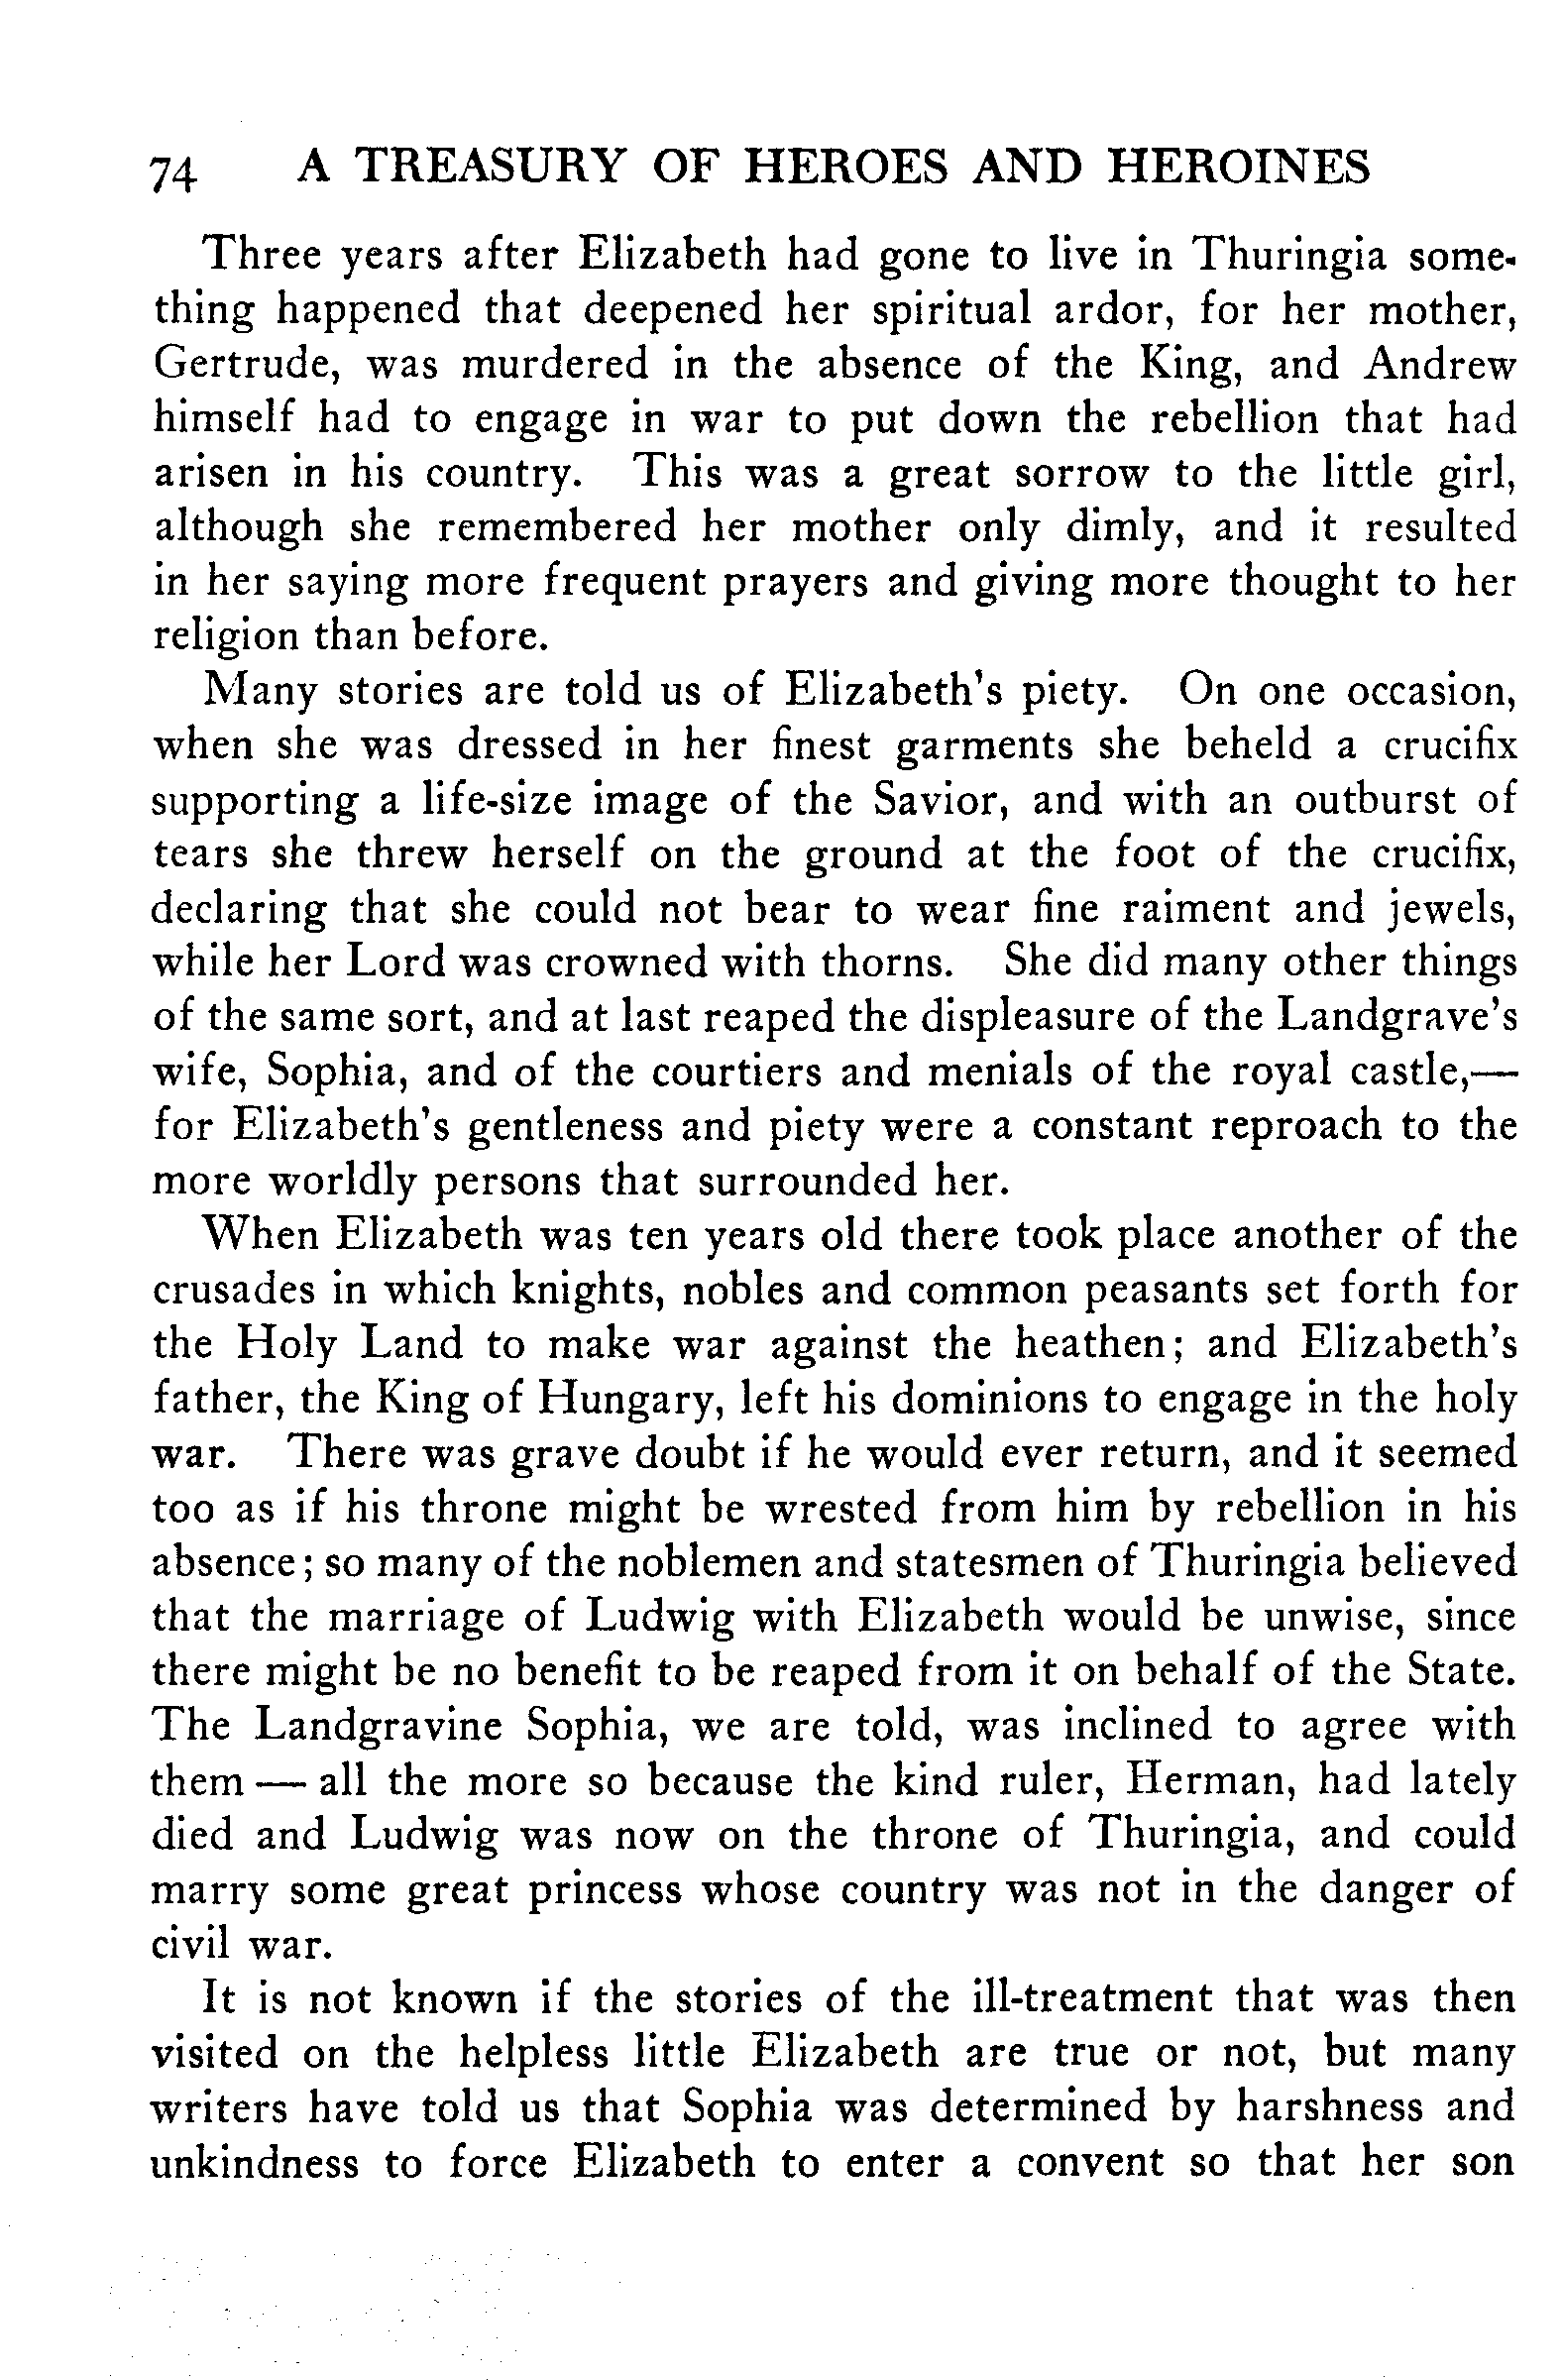 74 A TREASURY OF HEROES AND HEROINES
Three years after Elizabeth had gone to live in Thuringia some-
thing happened that deepened her spiritual ardor, for her mother,
Gertrude, was murdered in the absence of the King, and Andrew
himself had to engage in war to put down the rebellion that had
arisen in his country. This was a great sorrow to the little girl,
although she remembered her mother only dimly, and it resulted
in her saying more frequent prayers and giving more thought to her
religion than before.
Many stories are told us of Elizabeth's piety. On one occasion,
when she was dressed in her finest garments she beheld a crucifix
supporting a life-size image of the Savior, and with an outburst of
tears she threw herself on the ground at the foot of the crucifix,
declaring that she could not bear to wear fine raiment and jewels,
while her Lord was crowned with thorns. She did many other things
of the same sort, and at last reaped the displeasure of the Landgrave's
wife, Sophia, and of the courtiers and menials of the royal castle,—
for Elizabeth's gentleness and piety were a constant reproach to the
more worldly persons that surrounded her.
When Elizabeth was ten years old there took place another of the
crusades in which knights, nobles and common peasants set forth for
the Holy Land to make war against the heathen; and Elizabeth's
father, the King of Hungary, left his dominions to engage in the holy
war. There was grave doubt if he would ever return, and it seemed
too as if his throne might be wrested from him by rebellion in his
absence; so many of the noblemen and statesmen of Thuringia believed
that the marriage of Ludwig with Elizabeth would be unwise, since
there might be no benefit to be reaped from it on behalf of the State.
The Landgravine Sophia, we are told, was inclined to agree with
them — all the more so because the kind ruler, Herman, had lately
died and Ludwig was now on the throne of Thuringia, and could
marry some great princess whose country was not in the danger of
civil war.
It is not known if the stories of the ill-treatment that was then
visited on the helpless little Elizabeth are true or not, but many
writers have told us that Sophia was determined by harshness and
unkindness to force Elizabeth to enter a convent so that her son